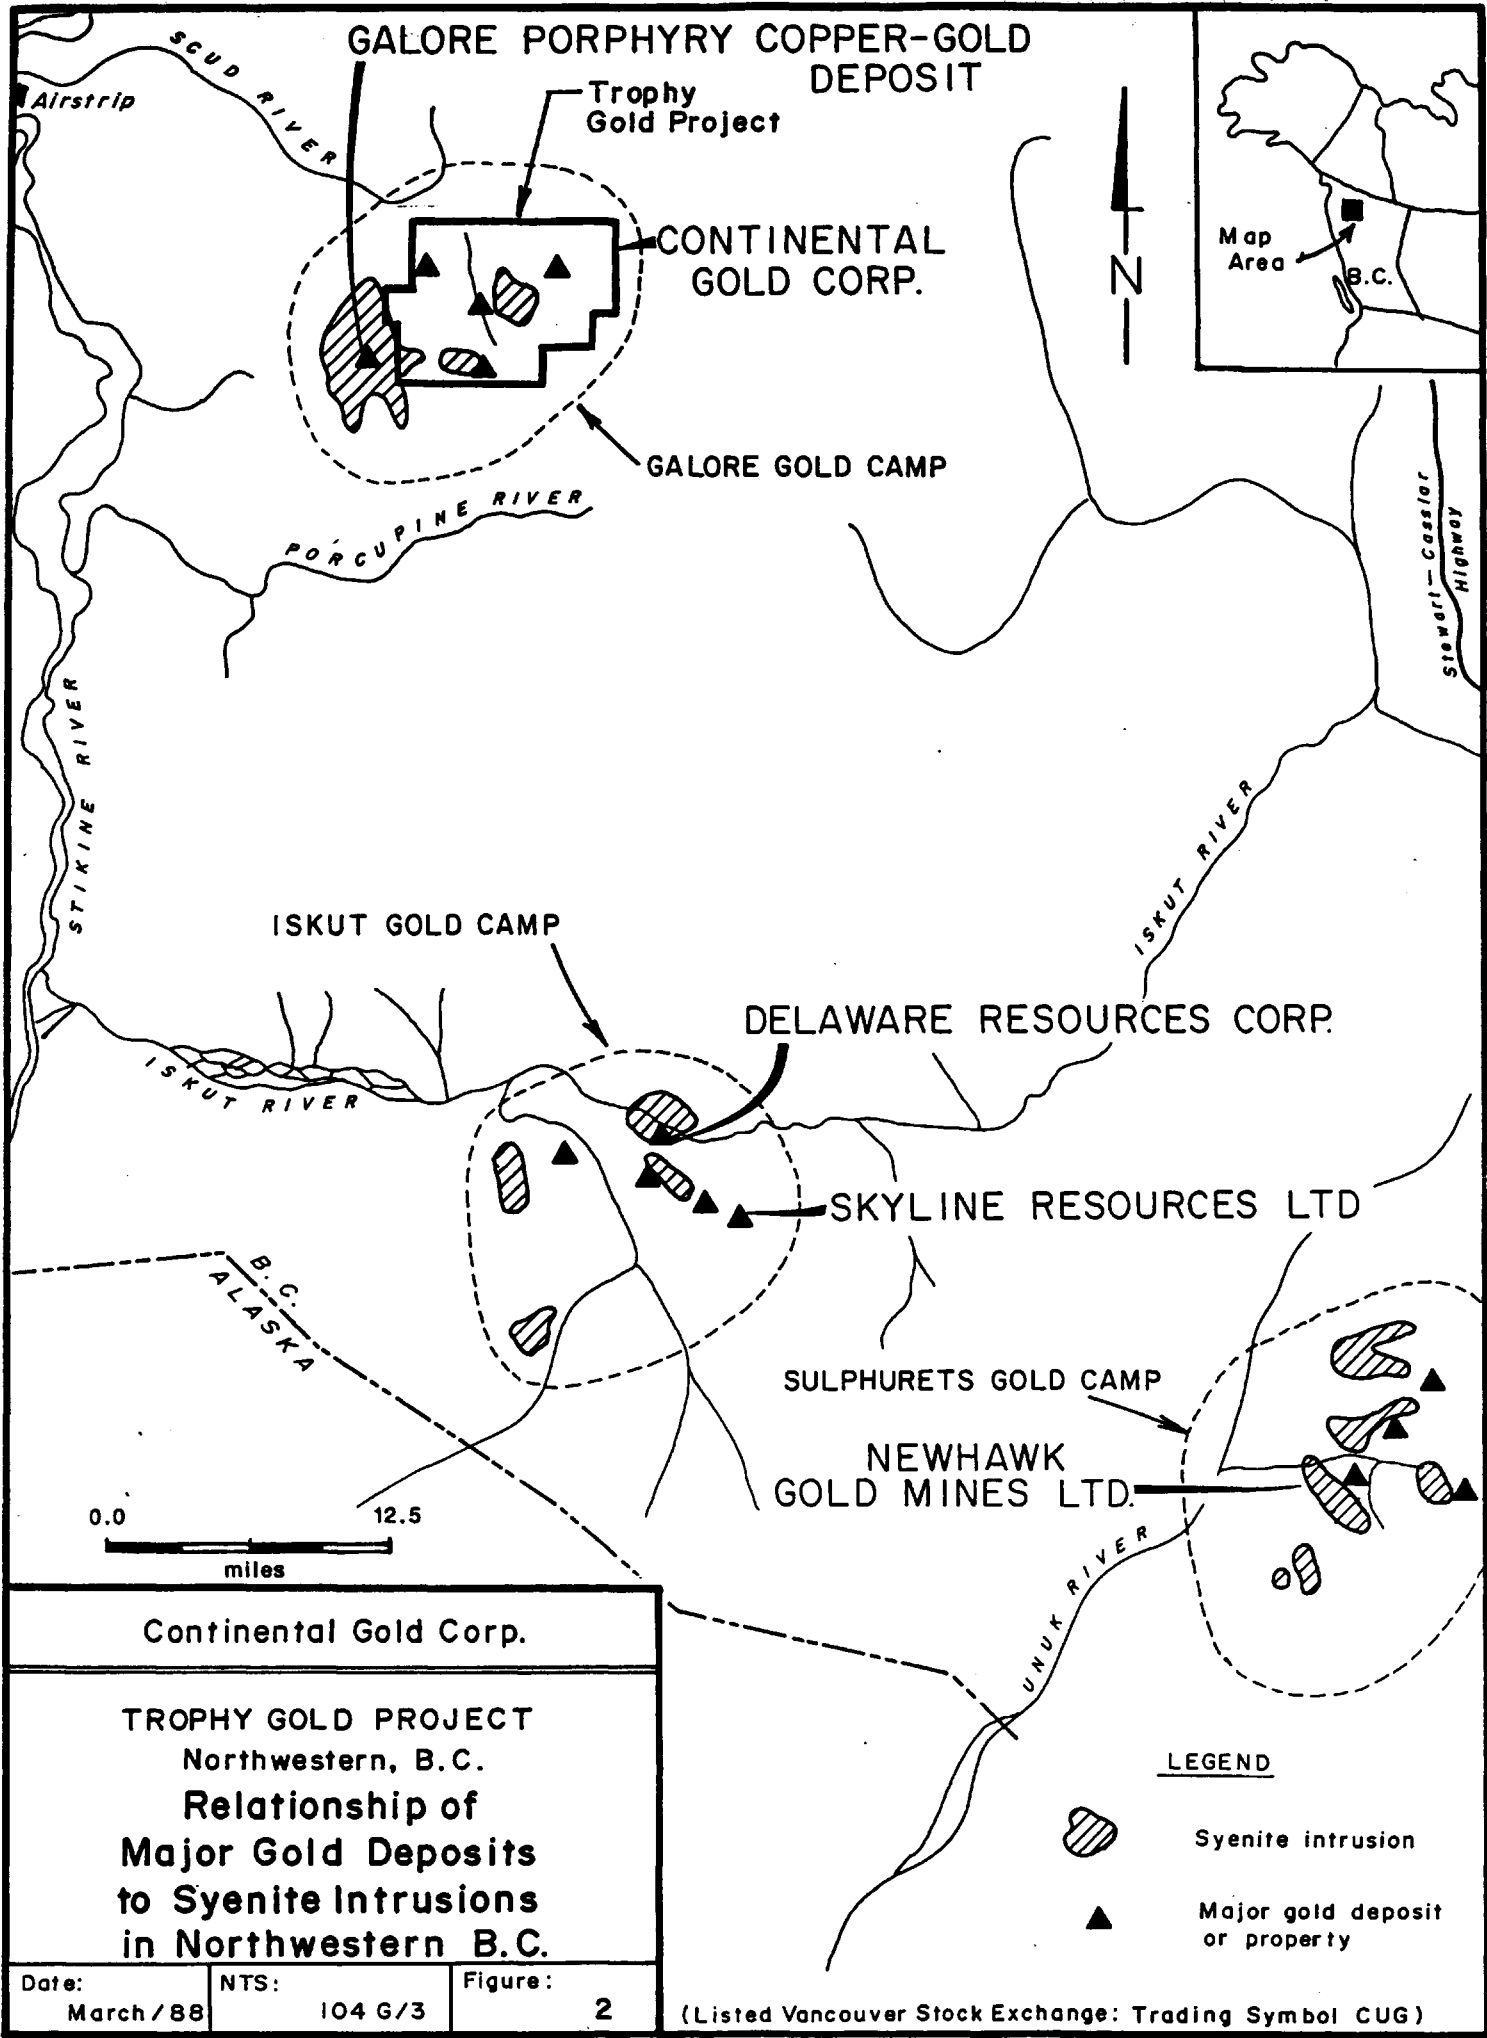 GALORE PORPHYRY COPPER-GOLD
DEPOSIT
SCUD RIVER
Airstrip
Trophy
Gold Project
CONTINENTAL
GOLD CORP.
N
Map
Area
B.C.
GALORE GOLD CAMP
PORCUPINE RIVER
Stewart-Cassiar
Highway
STIKINE RIVER
ISKUT RIVER
ISKUT GOLD CAMP
DELAWARE RESOURCES CORP.
ISKUT RIVER
SKYLINE RESOURCES LTD
B.C.
ALASKA
SULPHURETS GOLD CAMP
NEWHAWK
GOLD MINES LTD.
0.0 12.5
miles
UNUK RIVER
Continental Gold Corp.
TROPHY GOLD PROJECT
Northwestern, B.C.
Relationship of
Major Gold Deposits
to Syenite Intrusions
in Northwestern B.C.
Date:
March/88
NTS:
104 G/3
Figure:
2
LEGEND
Syenite intrusion
Major gold deposit
or property
(Listed Vancouver Stock Exchange: Trading Symbol CUG)